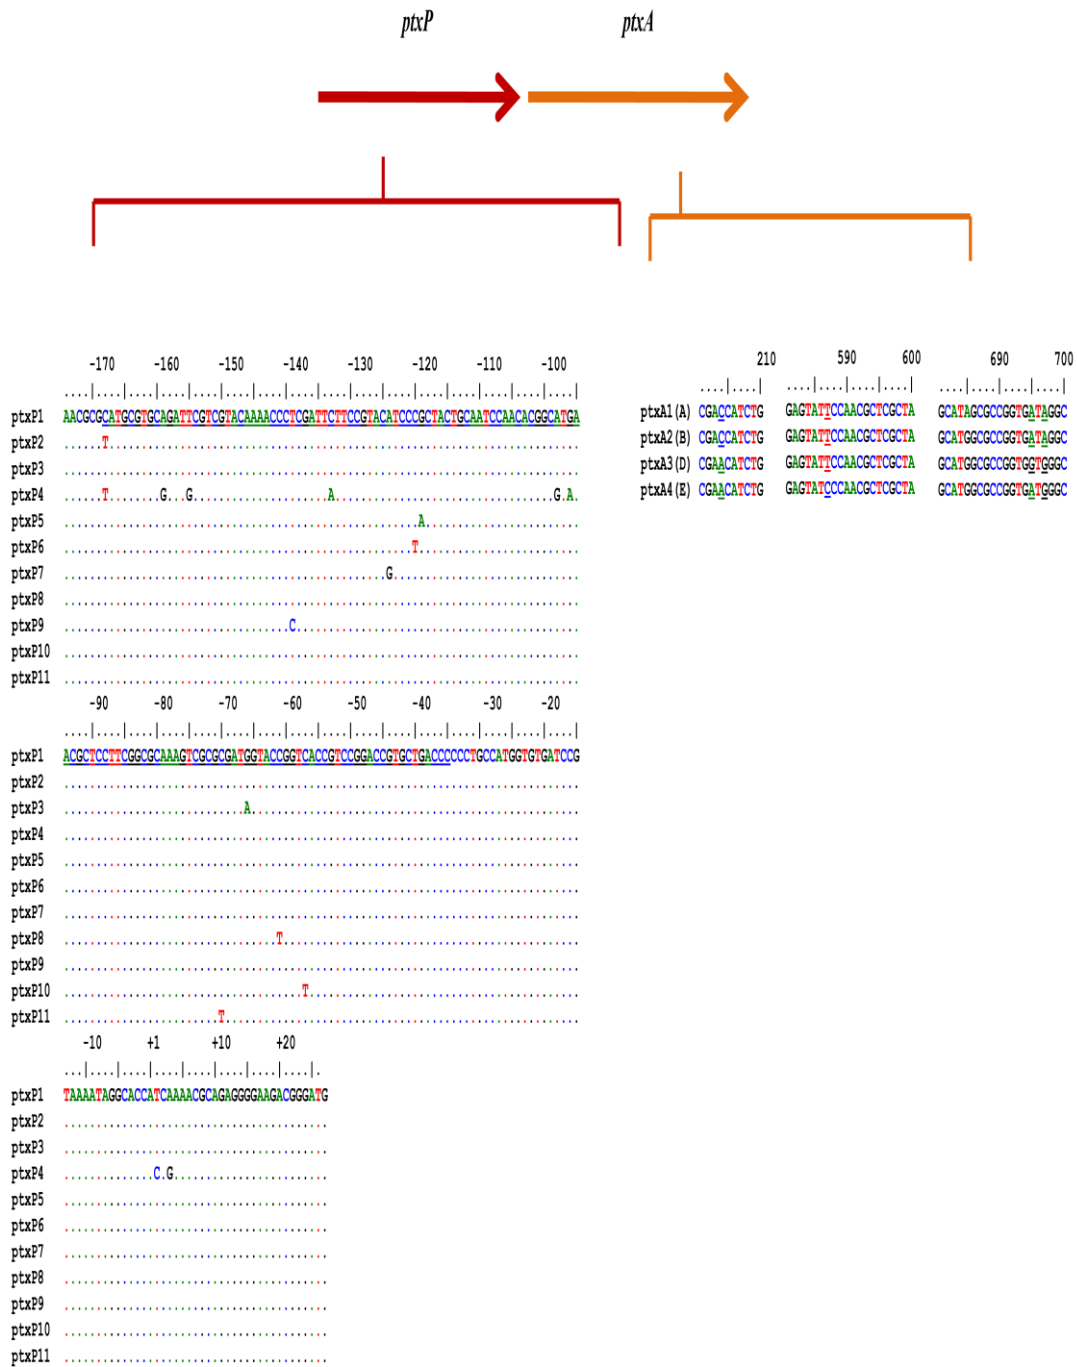 ptxP ptxA
-170 -160 -150 -140 -130 -120 -110 -100
ptxP1 AACGCGCATGCGTGCAGATTCGTCGTACAAAACCCTCGATTCTTCCGTACATCCCGCTACTGCAATCCAACACGGCATGA
ptxP2 T
ptxP3
ptxP4 T G G A G A
ptxP5 A
ptxP6 T
ptxP7 G
ptxP8
ptxP9 C
ptxP10
ptxP11
-90 -80 -70 -60 -50 -40 -30 -20
ptxP1 ACGCTCCTTCGGCGCAAAGTCGCGCGATGGTACCGGTCACCGTCCGGACCGTGCTGACCCCCCTGCCATGGTGTGATCCG
ptxP2
ptxP3 A
ptxP4
ptxP5
ptxP6
ptxP7
ptxP8 T
ptxP9
ptxP10 T
ptxP11 T
-10 +1 +10 +20
ptxP1 TAAAATAGGCACCATCAAAACGCAGAGGGGAAGACGGGATG
ptxP2
ptxP3
ptxP4 C.G
ptxP5
ptxP6
ptxP7
ptxP8
ptxP9
ptxP10
ptxP11
210 590 600 690 700
ptxA1(A) CGACCATCTG GAGTATTCCAACGCTCGCTA GCATAGCGCCGGTGATAGGC
ptxA2(B) CGACCATCTG GAGTATTCCAACGCTCGCTA GCATGGCGCCGGTGATAGGC
ptxA3(D) CGAACATCTG GAGTATTCCAACGCTCGCTA GCATGGCGCCGGTGGTGGGC
ptxA4(E) CGAACATCTG GAGTATCCCAACGCTCGCTA GCATGGCGCCGGTGATGGGC